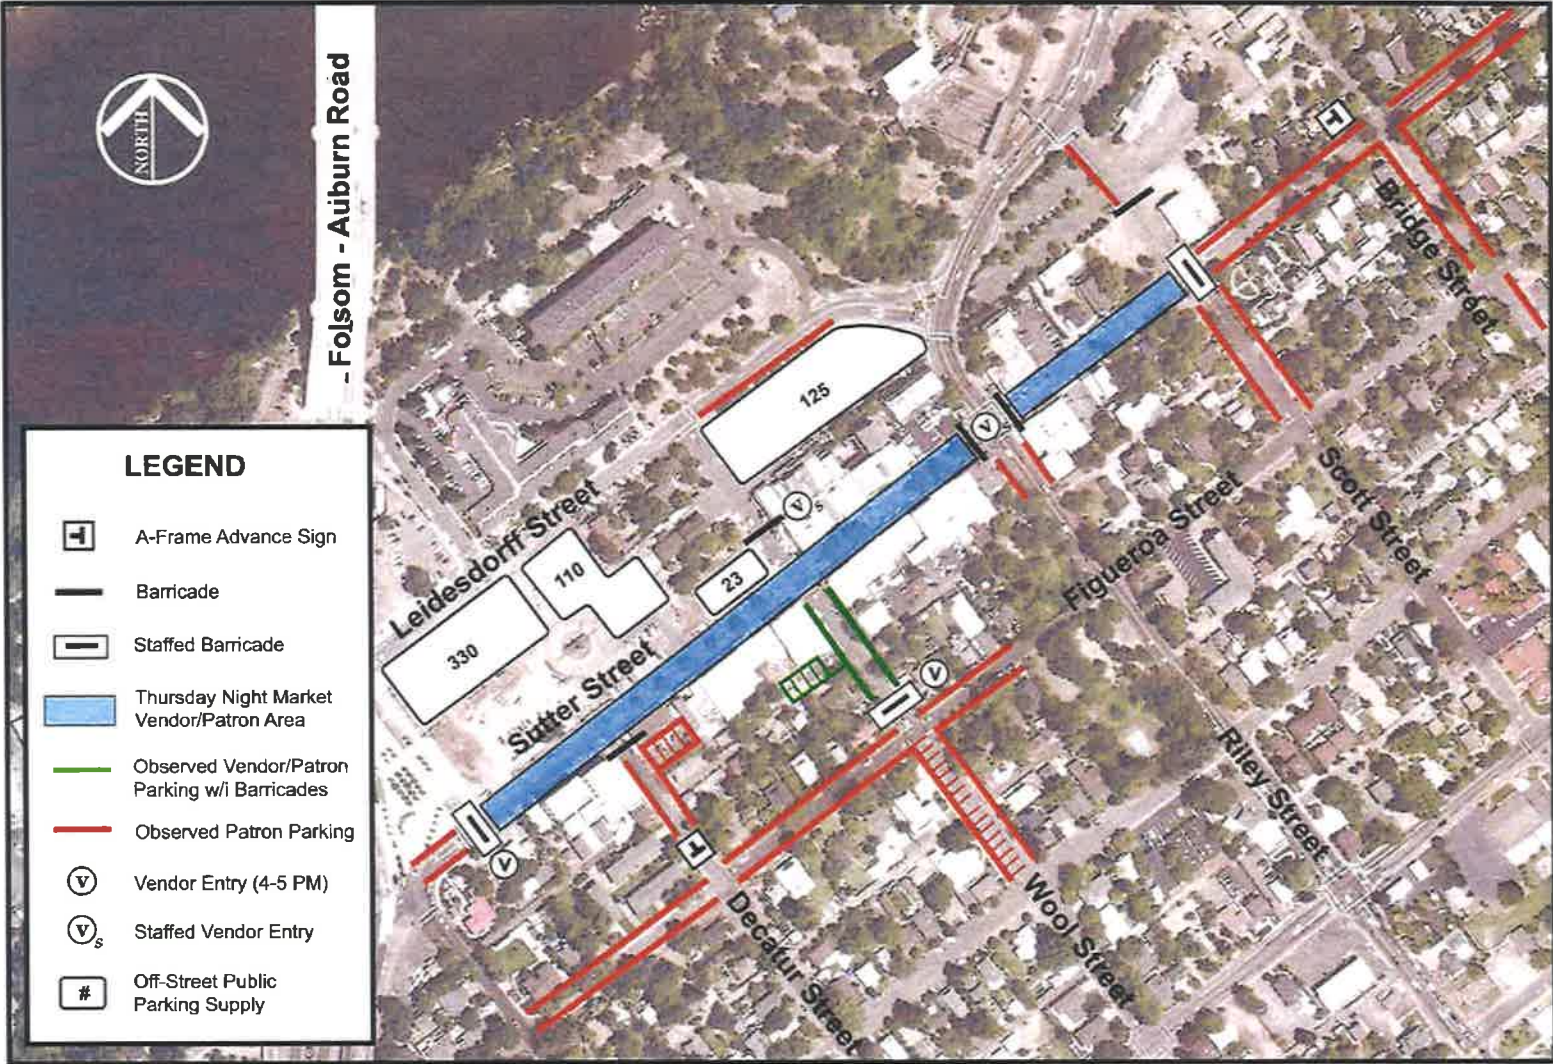 NORTH
Folsom - Auburn Road
LEGEND
A-Frame Advance Sign
Barricade
Staffed Barricade
Thursday Night Market
Vendor/Patron Area
Observed Vendor/Patron
Parking w/i Barricades
Observed Patron Parking
V
Vendor Entry (4-5 PM)
Vs
Staffed Vendor Entry
#
Off-Street Public
Parking Supply
T
Bridge Street
125
V
Scott Street
Vs
Leidesdorff Street
110
23
330
Figueroa Street
Sutter Street
V
Riley Street
T
V
Wool Street
Decatur Street